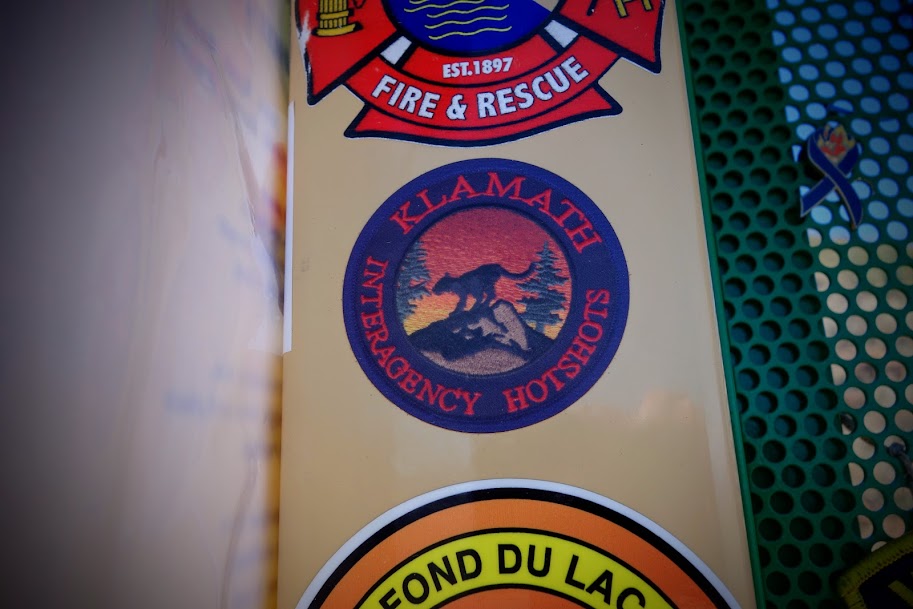 EST.1897
FIRE & RESCUE
KLAMATH
INTERAGENCY HOTSHOTS
FOND DU LAC